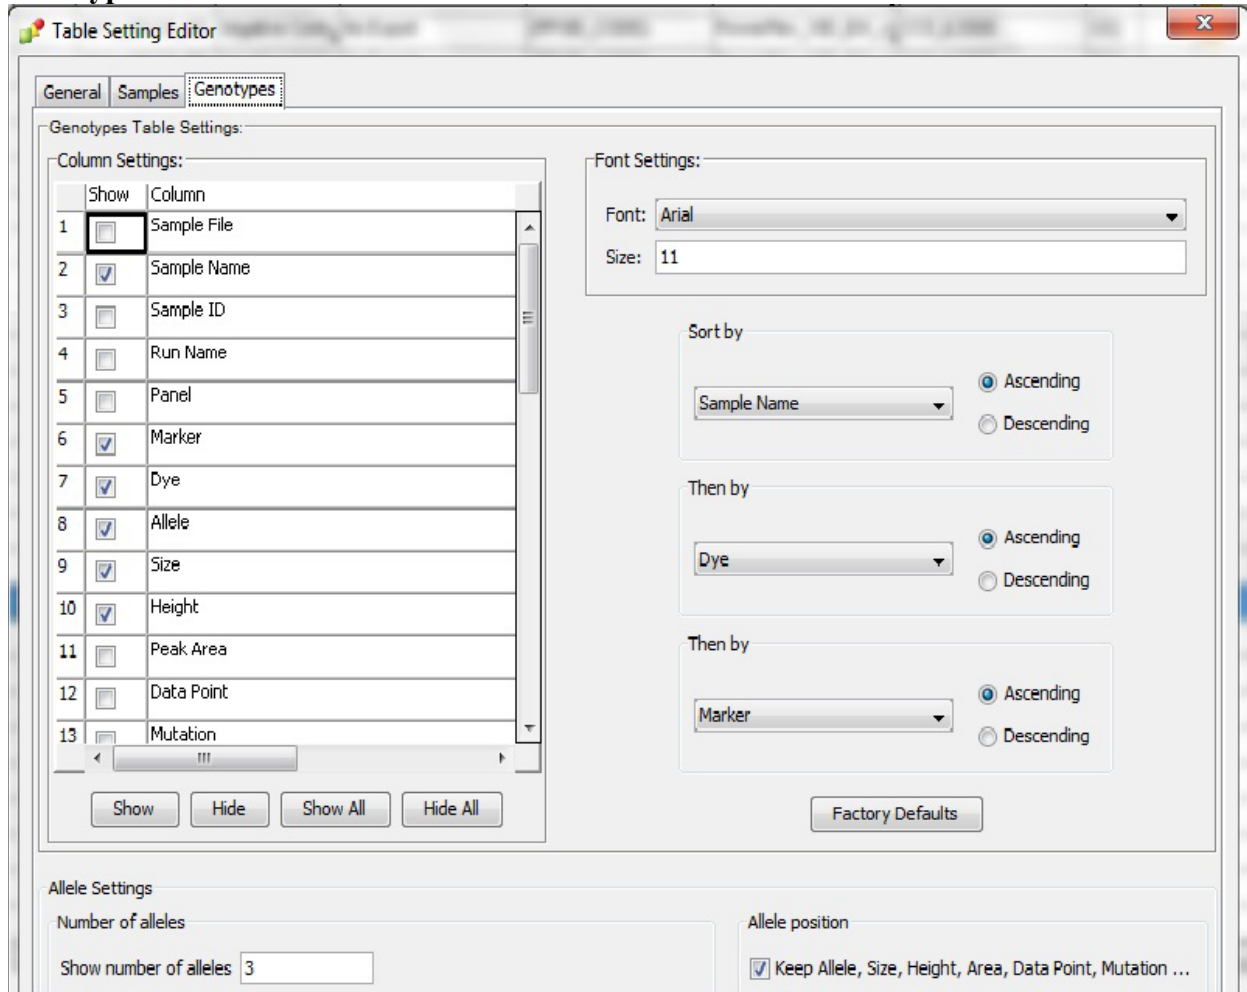 Table Setting Editor
General Samples Genotypes
Genotypes Table Settings:
Column Settings:
Show Column
1 Sample File
2 Sample Name
3 Sample ID
4 Run Name
5 Panel
6 Marker
7 Dye
8 Allele
9 Size
10 Height
11 Peak Area
12 Data Point
13 Mutation
Show Hide Show All Hide All
Font Settings:
Font: Arial
Size: 11
Sort by
Sample Name
Ascending
Descending
Then by
Dye
Ascending
Descending
Then by
Marker
Ascending
Descending
Factory Defaults
Allele Settings
Number of alleles
Show number of alleles 3
Allele position
Keep Allele, Size, Height, Area, Data Point, Mutation ...